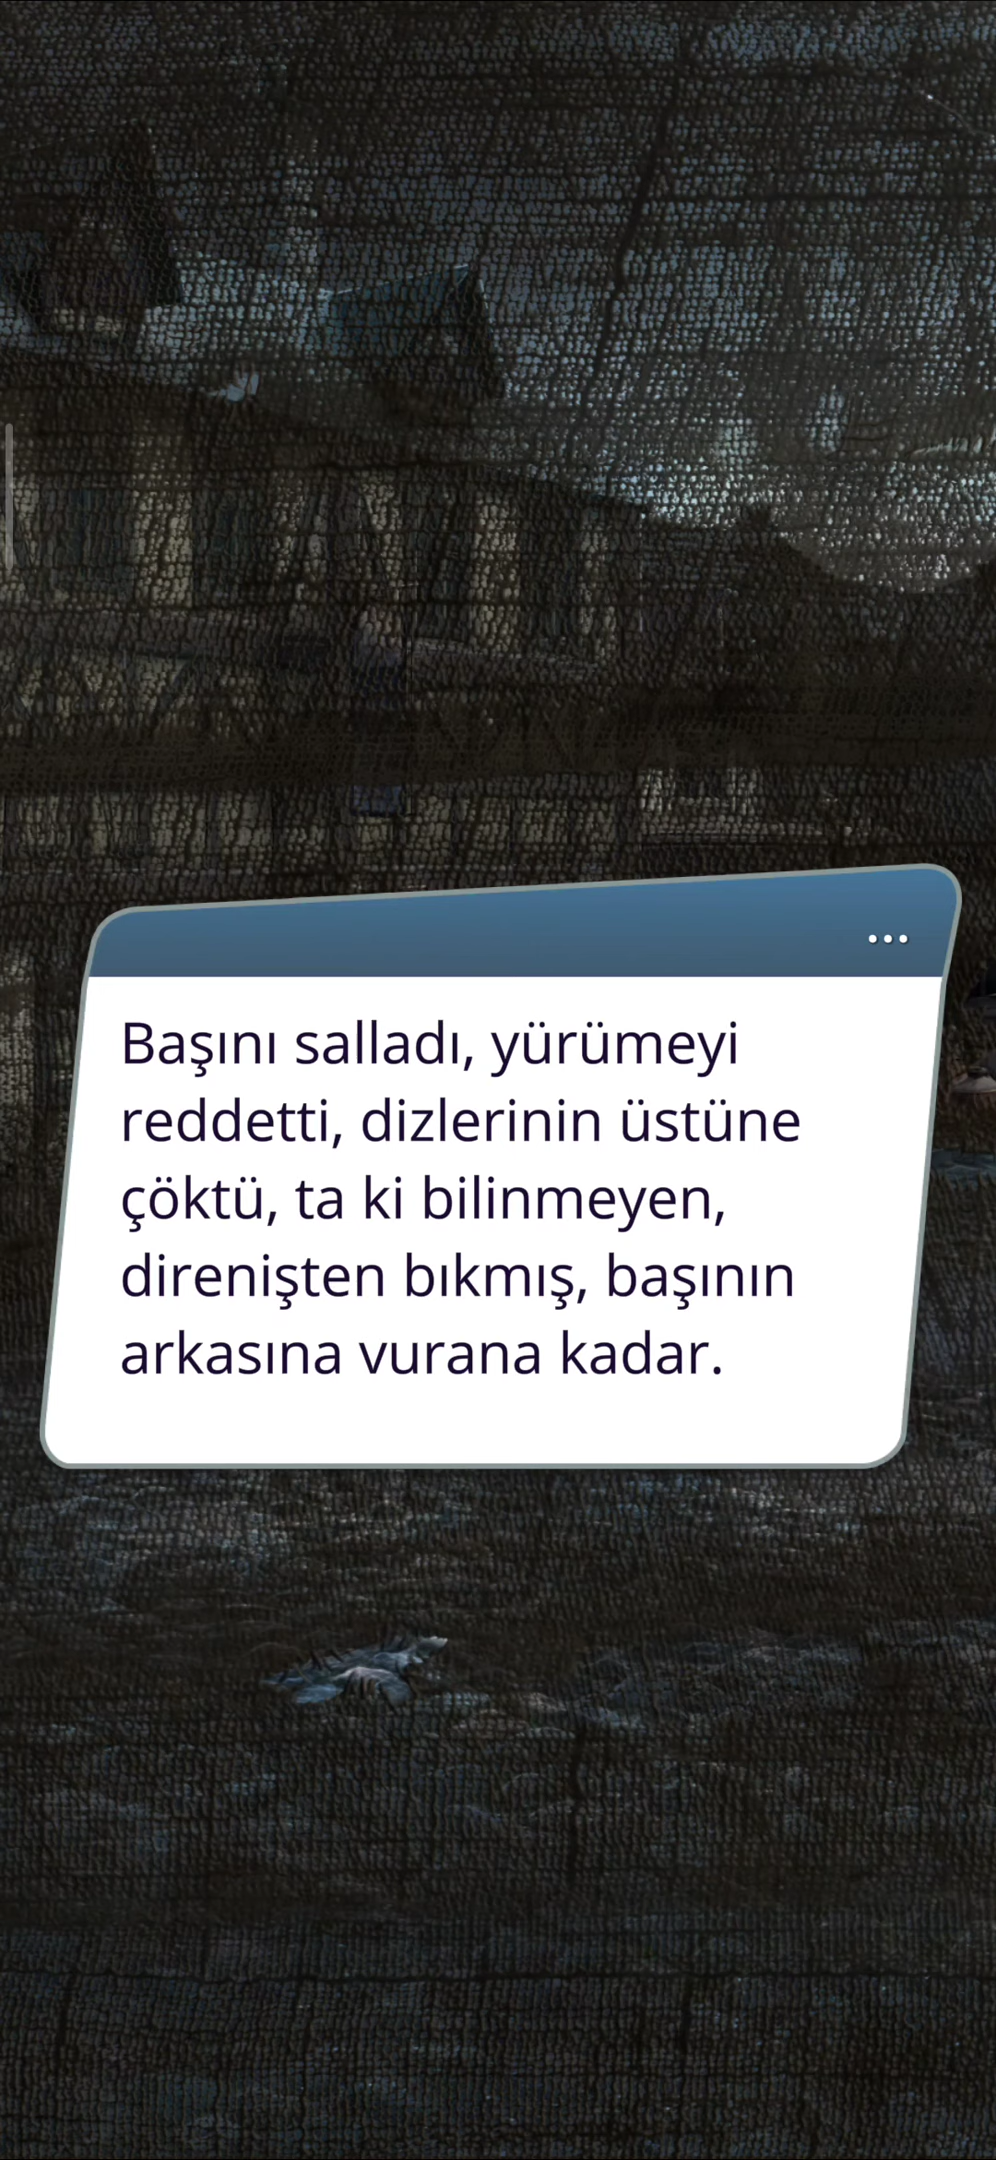 Başını salladı, yürümeyi
reddetti, dizlerinin üstüne
çöktü, ta ki bilinmeyen,
direnişten bıkmış, başının
arkasına vurana kadar.